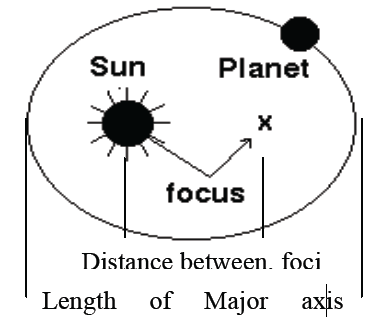 Sun Planet
x
focus
Distance between. foci
Length of Major axis